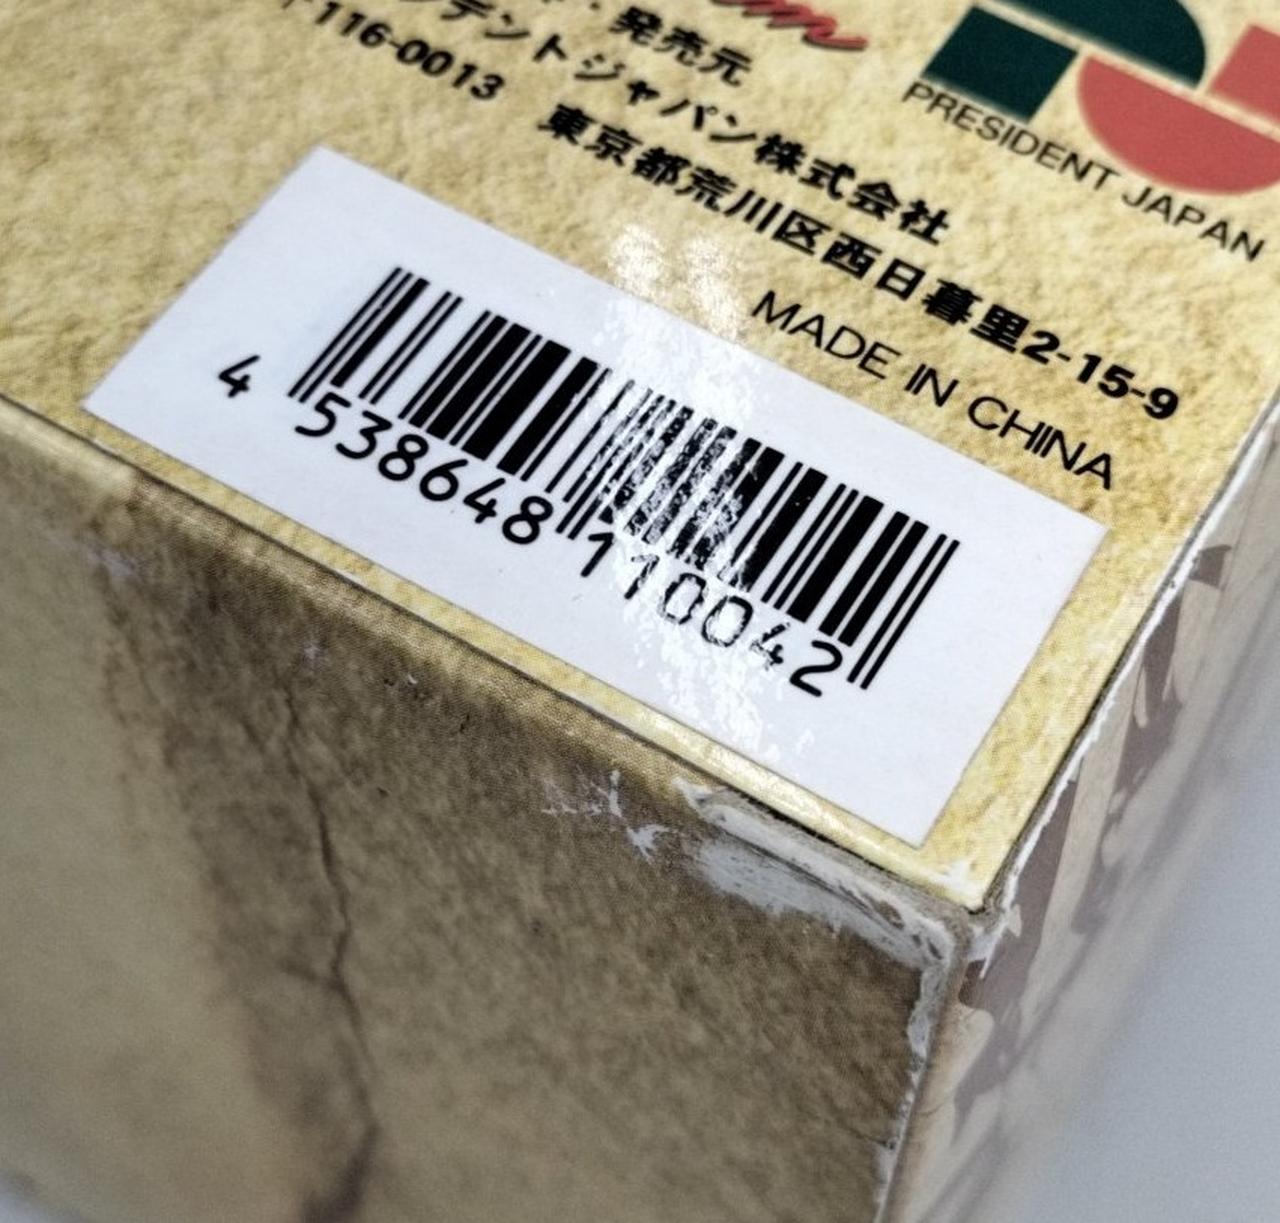 ・発売元
デントジャパン株式会社
〒116-0013 東京都荒川区西日暮里2-15-9
MADE IN CHINA
PRESIDENT JAPAN
4 538648 110042